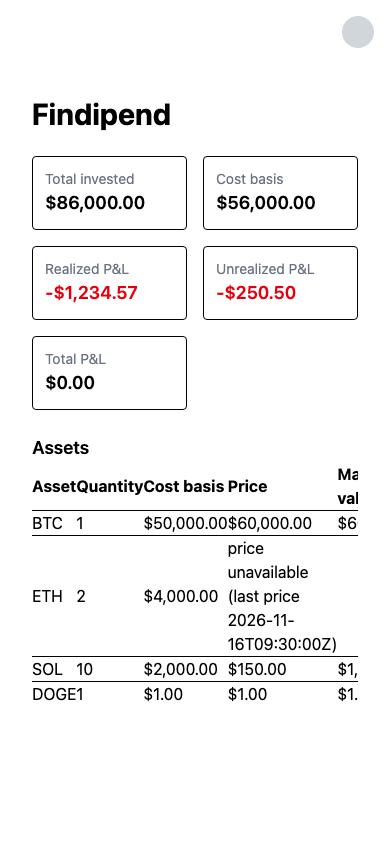 Findipend
Total invested
$86,000.00
Cost basis
$56,000.00
Realized P&L
-$1,234.57
Unrealized P&L
-$250.50
Total P&L
$0.00
Assets
Asset Quantity Cost basis Price
BTC 1 $50,000.00 $60,000.00
ETH 2 $4,000.00 price unavailable (last price 2026-11-16T09:30:00Z)
SOL 10 $2,000.00 $150.00 $1,
DOGE 1 $1.00 $1.00 $1.